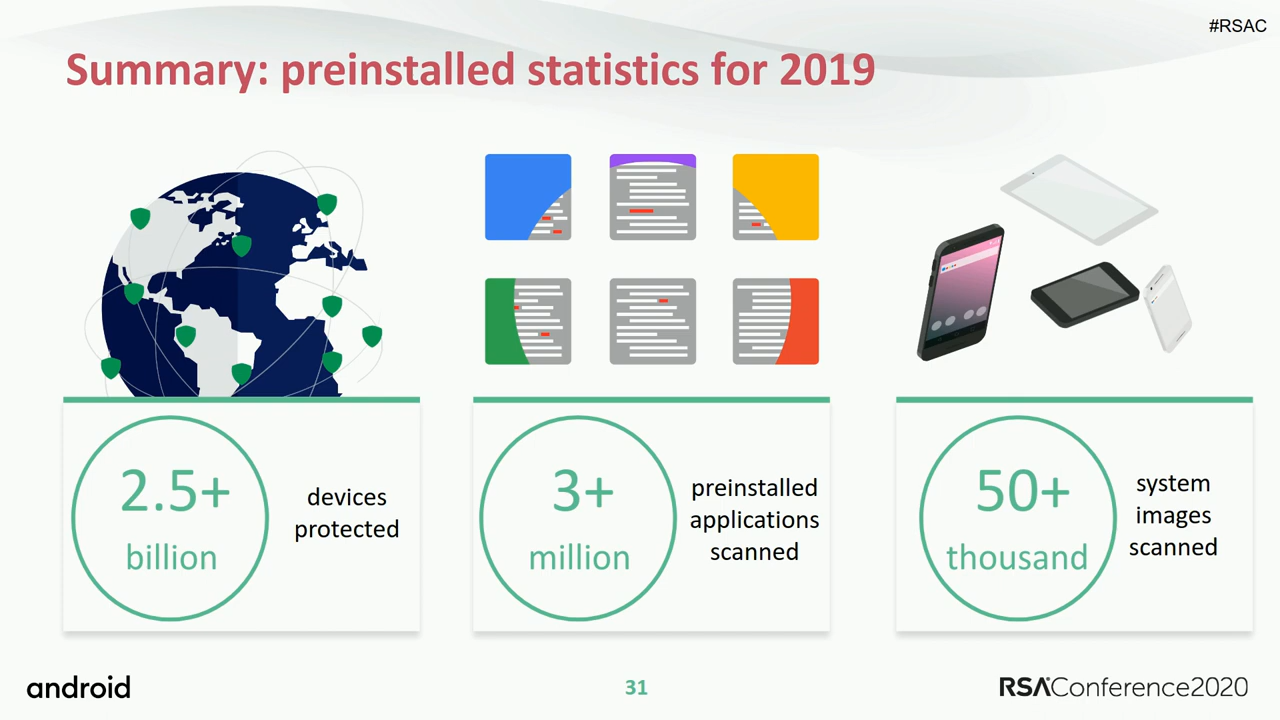 #RSAC
Summary: preinstalled statistics for 2019
2.5+
billion
devices
protected
3+
million
preinstalled
applications
scanned
50+
thousand
system
images
scanned
android
31
RSAConference2020